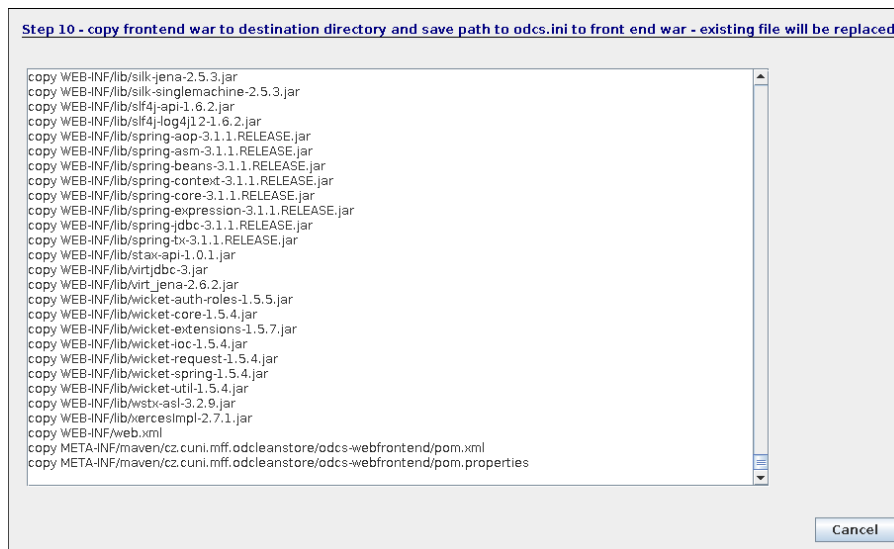 Step 10 - copy frontend war to destination directory and save path to odcs.ini to front end war - existing file will be replaced
copy WEB-INF/lib/silk-jena-2.5.3.jar
copy WEB-INF/lib/silk-singlemachine-2.5.3.jar
copy WEB-INF/lib/slf4j-api-1.6.2.jar
copy WEB-INF/lib/slf4j-log4j12-1.6.2.jar
copy WEB-INF/lib/spring-aop-3.1.1.RELEASE.jar
copy WEB-INF/lib/spring-asm-3.1.1.RELEASE.jar
copy WEB-INF/lib/spring-beans-3.1.1.RELEASE.jar
copy WEB-INF/lib/spring-context-3.1.1.RELEASE.jar
copy WEB-INF/lib/spring-core-3.1.1.RELEASE.jar
copy WEB-INF/lib/spring-expression-3.1.1.RELEASE.jar
copy WEB-INF/lib/spring-jdbc-3.1.1.RELEASE.jar
copy WEB-INF/lib/spring-tx-3.1.1.RELEASE.jar
copy WEB-INF/lib/stax-api-1.0.1.jar
copy WEB-INF/lib/virtjdbc-3.jar
copy WEB-INF/lib/virt_jena-2.6.2.jar
copy WEB-INF/lib/wicket-auth-roles-1.5.5.jar
copy WEB-INF/lib/wicket-core-1.5.4.jar
copy WEB-INF/lib/wicket-extensions-1.5.7.jar
copy WEB-INF/lib/wicket-ioc-1.5.4.jar
copy WEB-INF/lib/wicket-request-1.5.4.jar
copy WEB-INF/lib/wicket-spring-1.5.4.jar
copy WEB-INF/lib/wicket-util-1.5.4.jar
copy WEB-INF/lib/wstx-asl-3.2.9.jar
copy WEB-INF/lib/xercesImpl-2.7.1.jar
copy WEB-INF/web.xml
copy META-INF/maven/cz.cuni.mff.odcleanstore/odcs-webfrontend/pom.xml
copy META-INF/maven/cz.cuni.mff.odcleanstore/odcs-webfrontend/pom.properties
Cancel